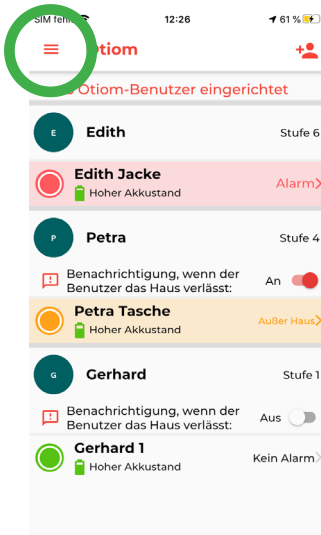 SIM fehlt 12:26 61 %
Otiom
Otiom-Benutzer eingerichtet
E Edith Stufe 6
Edith Jacke
Hoher Akkustand
Alarm
P Petra Stufe 4
Benachrichtigung, wenn der
Benutzer das Haus verlässt:
An
Petra Tasche
Hoher Akkustand
Außer Haus
G Gerhard Stufe 1
Benachrichtigung, wenn der
Benutzer das Haus verlässt:
Aus
Gerhard 1
Hoher Akkustand
Kein Alarm